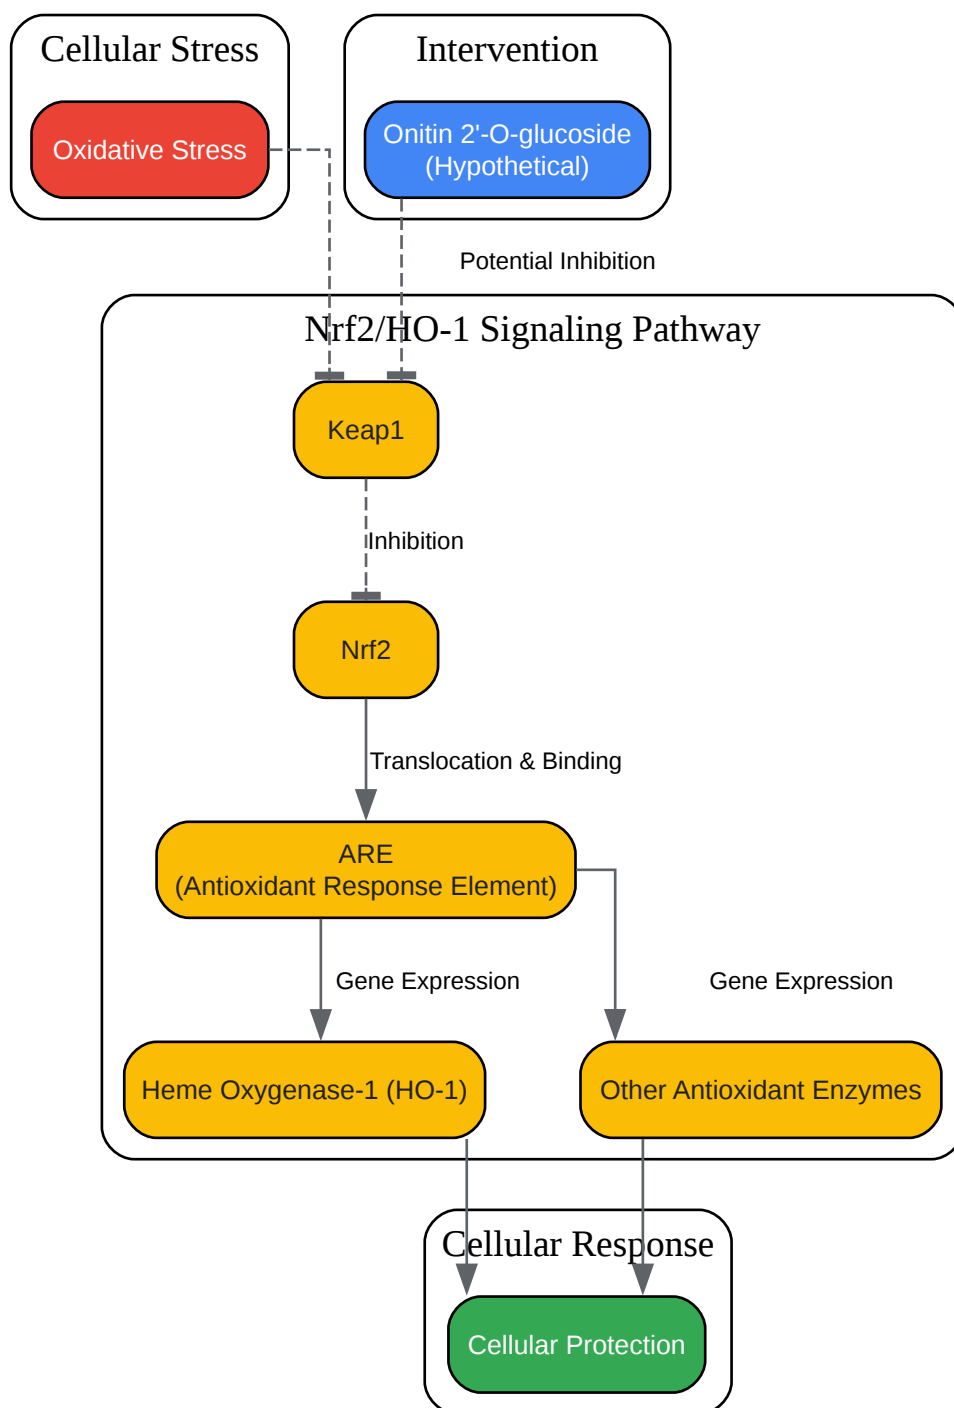 Cellular Stress
Intervention
Oxidative Stress
Onitin 2'-O-glucoside
(Hypothetical)
Potential Inhibition
Nrf2/HO-1 Signaling Pathway
Keap1
Inhibition
Nrf2
Translocation & Binding
ARE
(Antioxidant Response Element)
Gene Expression
Gene Expression
Heme Oxygenase-1 (HO-1)
Other Antioxidant Enzymes
Cellular Response
Cellular Protection